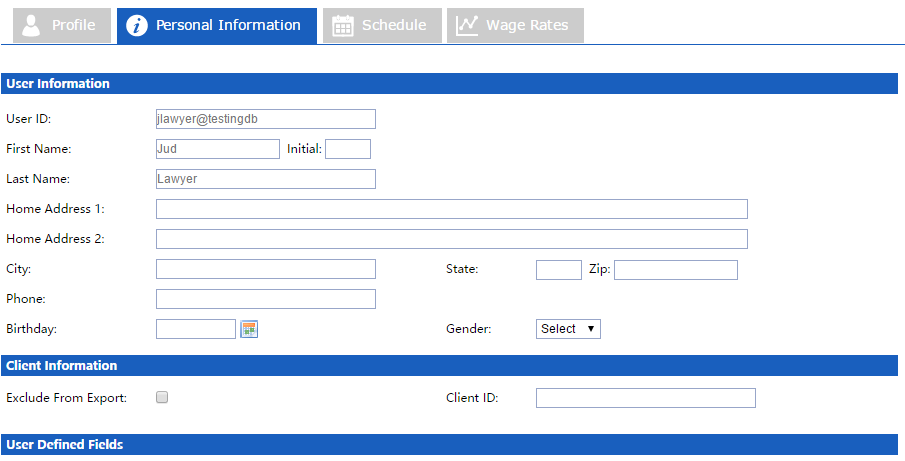 Profile Personal Information Schedule Wage Rates
User Information
User ID: jlawyer@testingdb
First Name: Jud Initial:
Last Name: Lawyer
Home Address 1:
Home Address 2:
City: State: Zip:
Phone:
Birthday: Gender: Select
Client Information
Exclude From Export: Client ID:
User Defined Fields